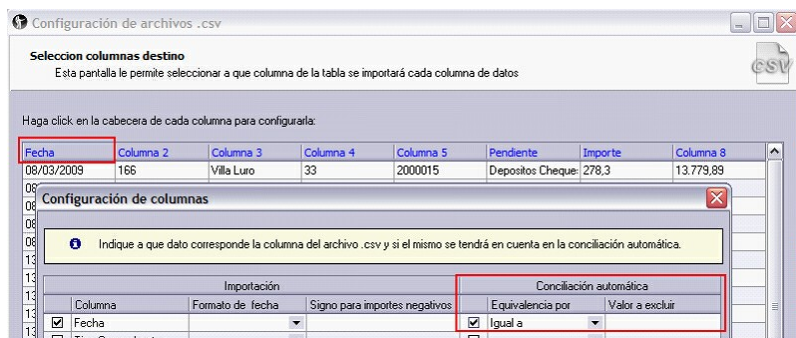 Configuración de archivos .csv
Seleccion columnas destino
Esta pantalla le permite seleccionar a que columna de la tabla se importará cada columna de datos
CSV
Haga click en la cabecera de cada columna para configurarla:
Fecha Columna 2 Columna 3 Columna 4 Columna 5 Pendiente Importe Columna 8
08/03/2009 166 Villa Luro 33 2000015 Depositos Cheque: 278,3 13.779,89
Configuración de columnas
Indique a que dato corresponde la columna del archivo .csv y si el mismo se tendrá en cuenta en la conciliación automática.
Importación Conciliación automática
Columna Formato de fecha Signo para importes negativos Equivalencia por Valor a excluir
Fecha Igual a